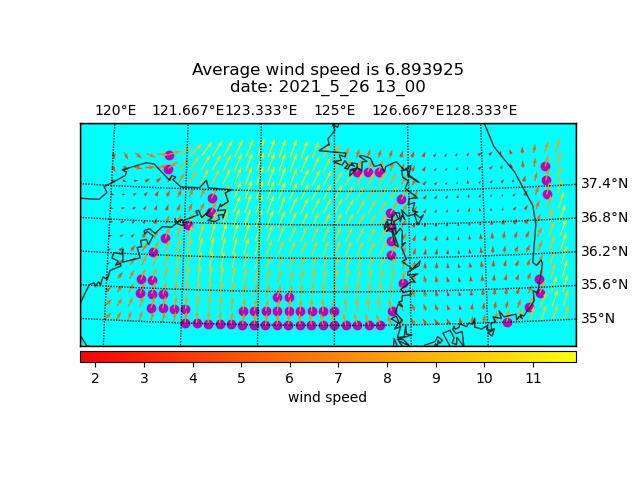 Average wind speed is 6.893925
date: 2021_5_26 13_00
120°E 121.667°E 123.333°E 125°E 126.667°E 128.333°E
37.4°N
36.8°N
36.2°N
35.6°N
35°N
2 3 4 5 6 7 8 9 10 11
wind speed